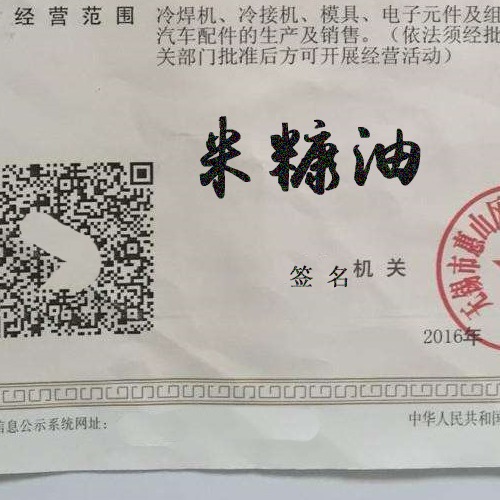 经营范围 冷焊机、冷接机、模具、电子元件及组
汽车配件的生产及销售。（依法须经批
关部门批准后方可开展经营活动）
米糠油
签名机关
无锡市惠山区
2016年
信息公示系统网址：
中华人民共和国